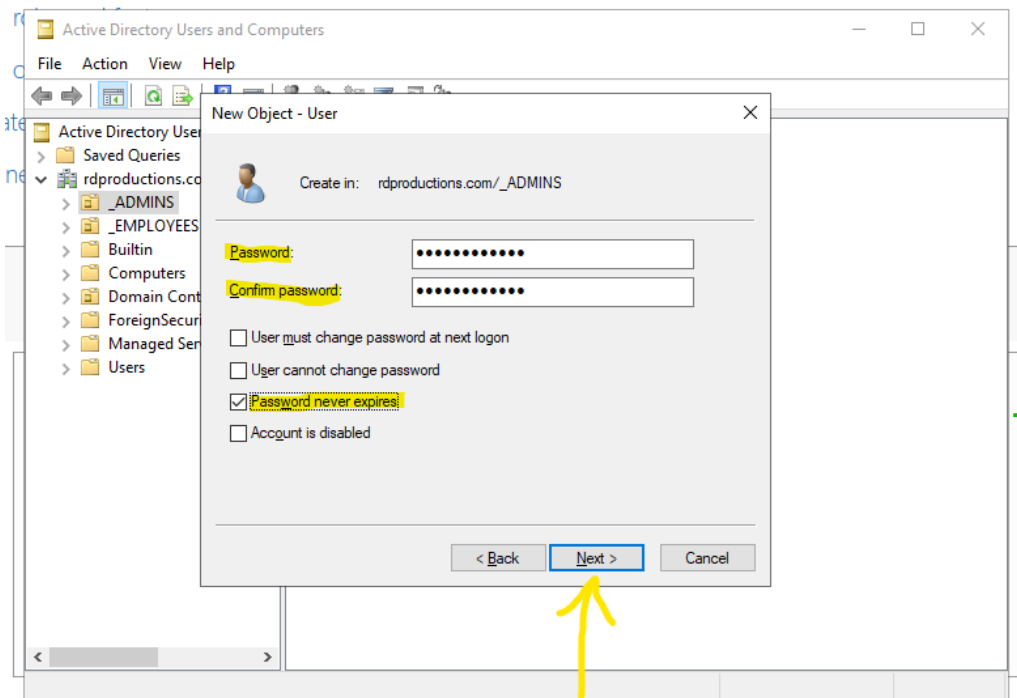 Active Directory Users and Computers
File Action View Help
New Object - User
Active Directory User
Saved Queries
rdproductions.co
_ADMINS
_EMPLOYEES
Builtin
Computers
Domain Cont
ForeignSecuri
Managed Ser
Users
Create in: rdproductions.com/_ADMINS
Password:
Confirm password:
User must change password at next logon
User cannot change password
Password never expires
Account is disabled
< Back Next > Cancel